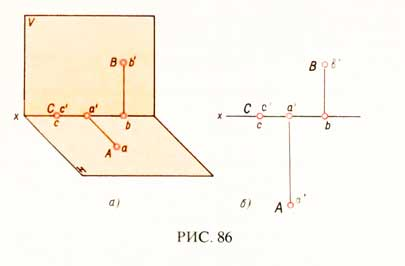 V
B b'
C c' a'
x c b
A a
H
а)
B b'
C c' a'
x c b
A a'
б)
РИС. 86